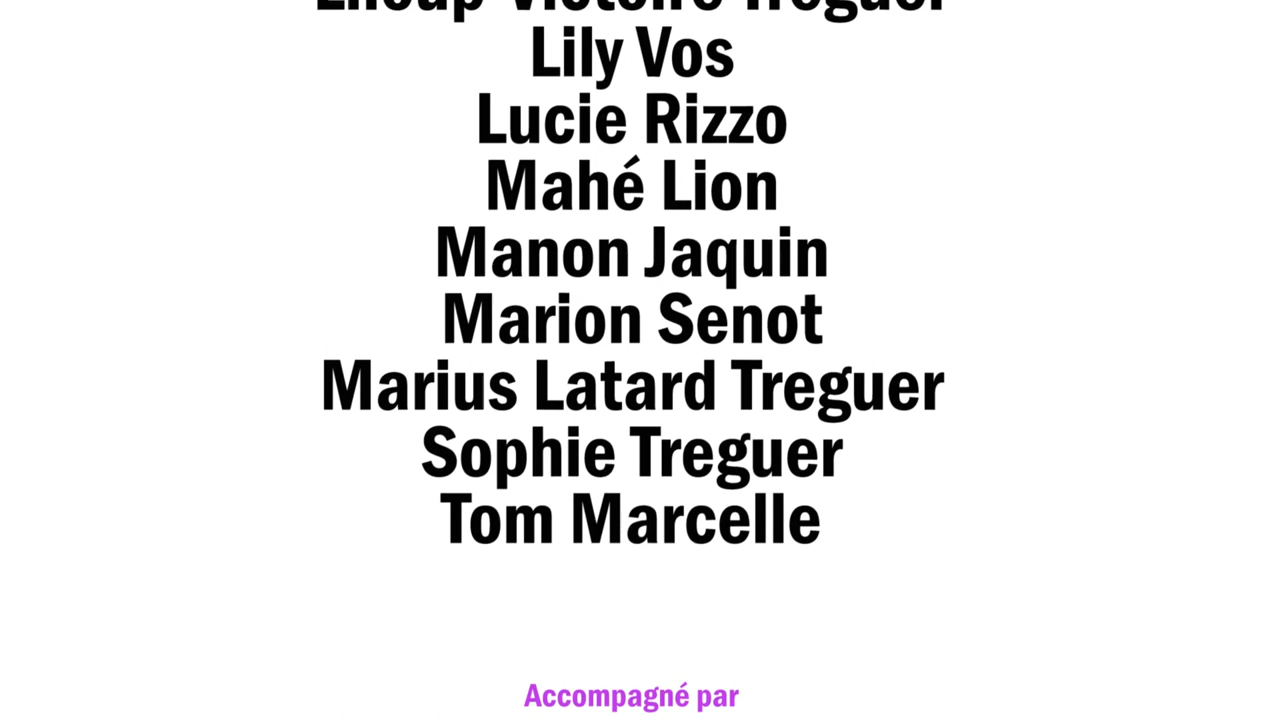 Treguer
Lily Vos
Lucie Rizzo
Mahé Lion
Manon Jaquin
Marion Senot
Marius Latard Treguer
Sophie Treguer
Tom Marcelle
Accompagné par